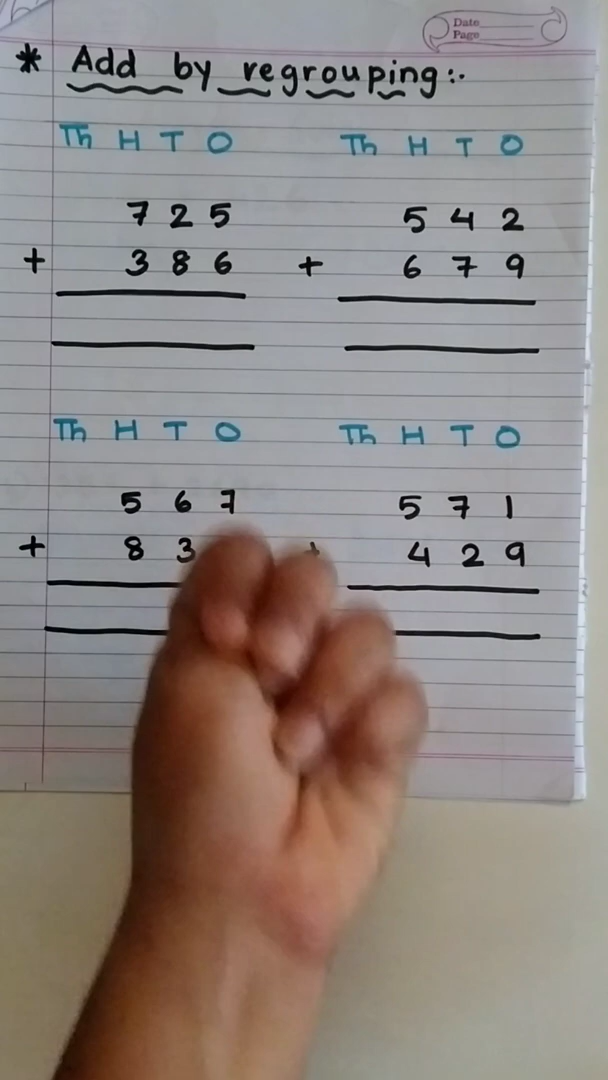 Date
Page
* Add by regrouping:-
Th H T O Th H T O
7 2 5 5 4 2
+ 3 8 6 + 6 7 9
Th H T O Th H T O
5 6 7 5 7 1
+ 8 3 + 4 2 9